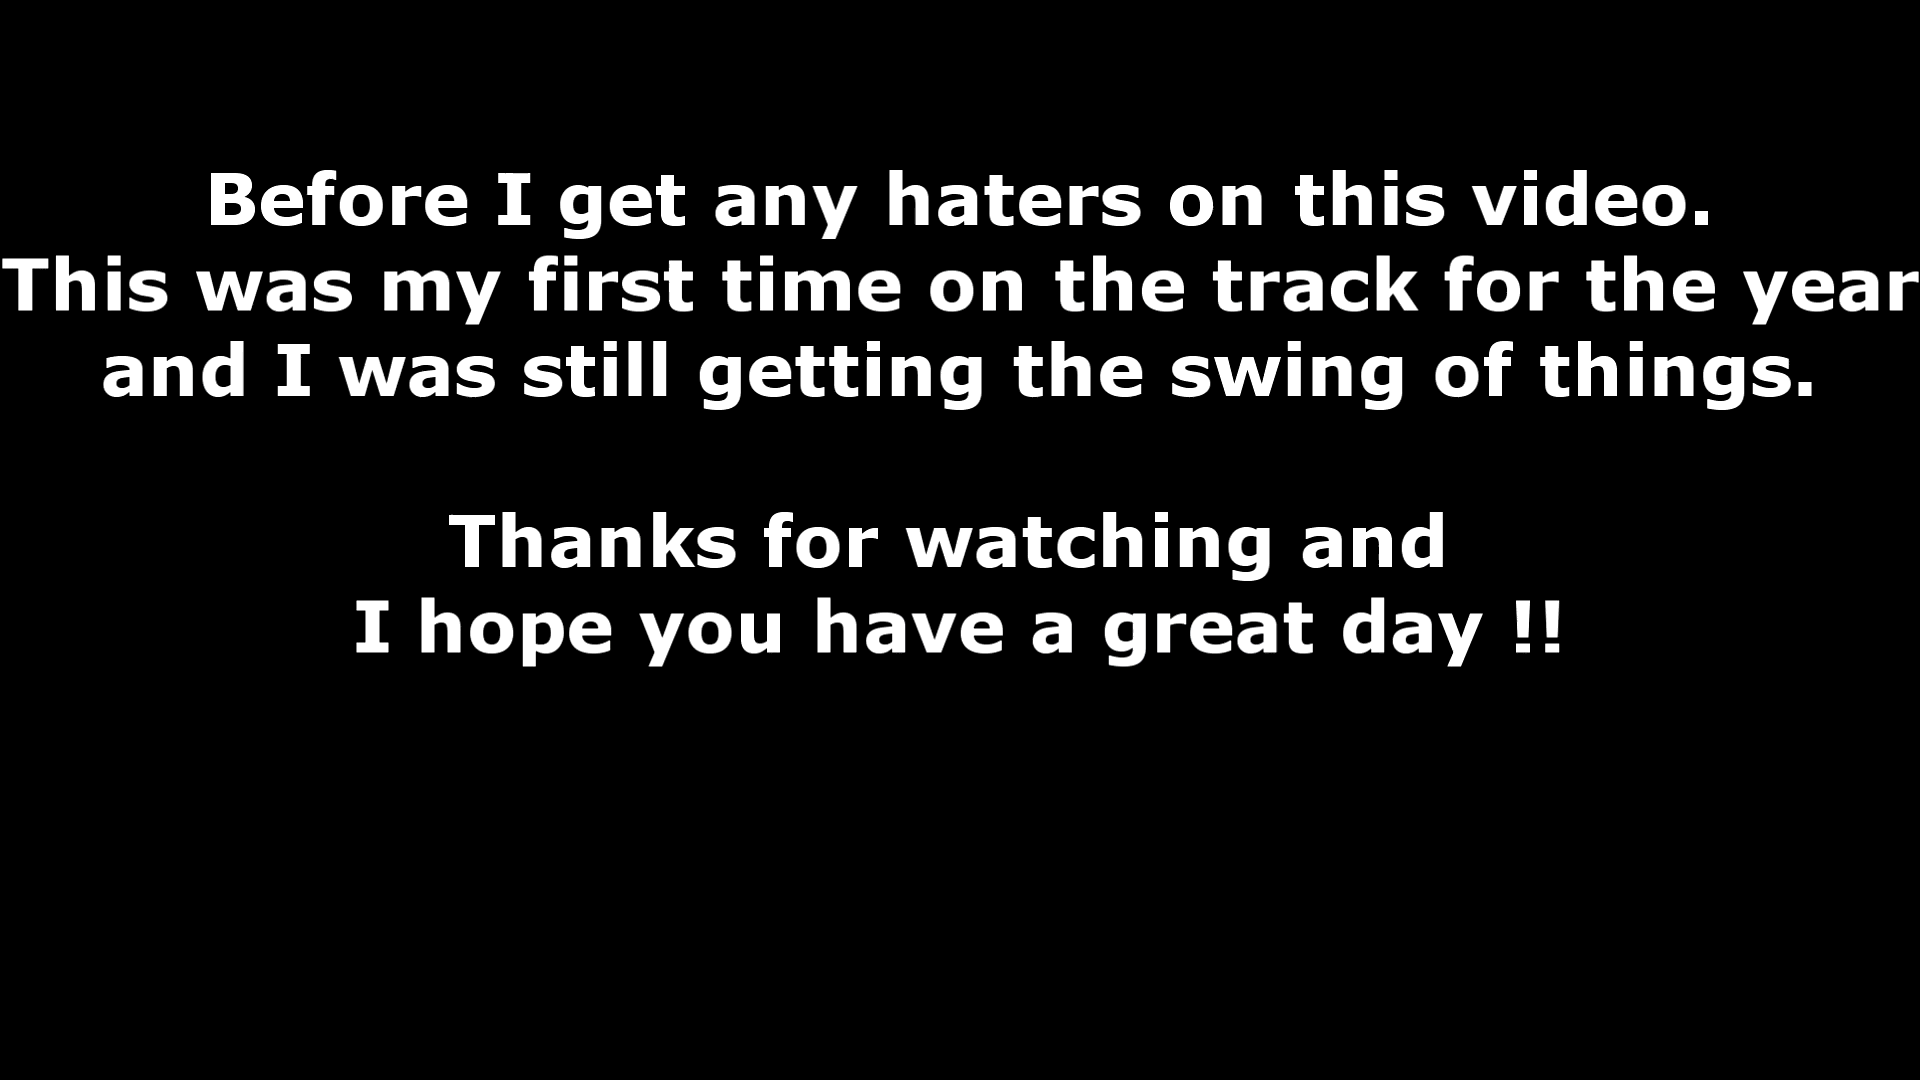 Before I get any haters on this video.
This was my first time on the track for the year
and I was still getting the swing of things.
Thanks for watching and
I hope you have a great day !!